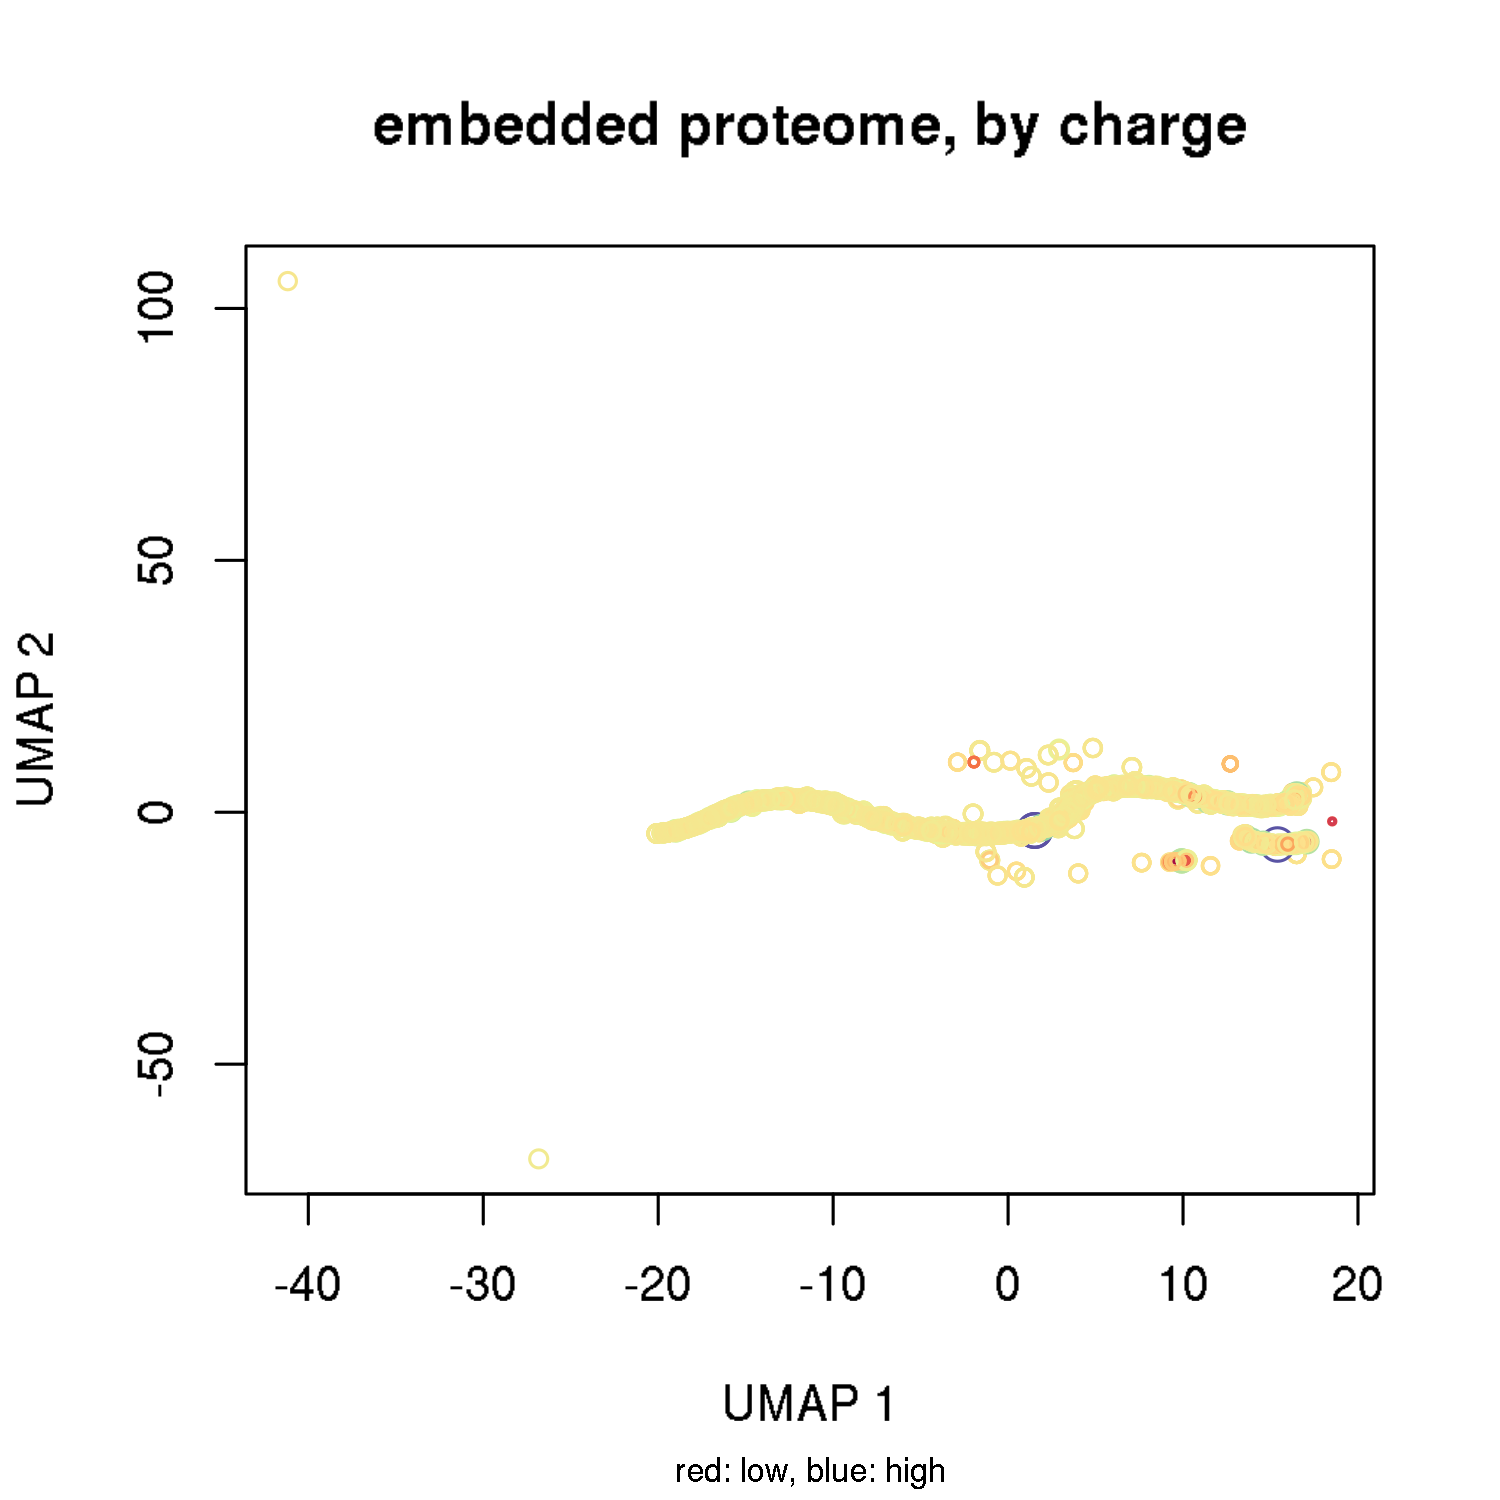 embedded proteome, by charge
100
50
0
-50
UMAP 2
-40 -30 -20 -10 0 10 20
UMAP 1
red: low, blue: high